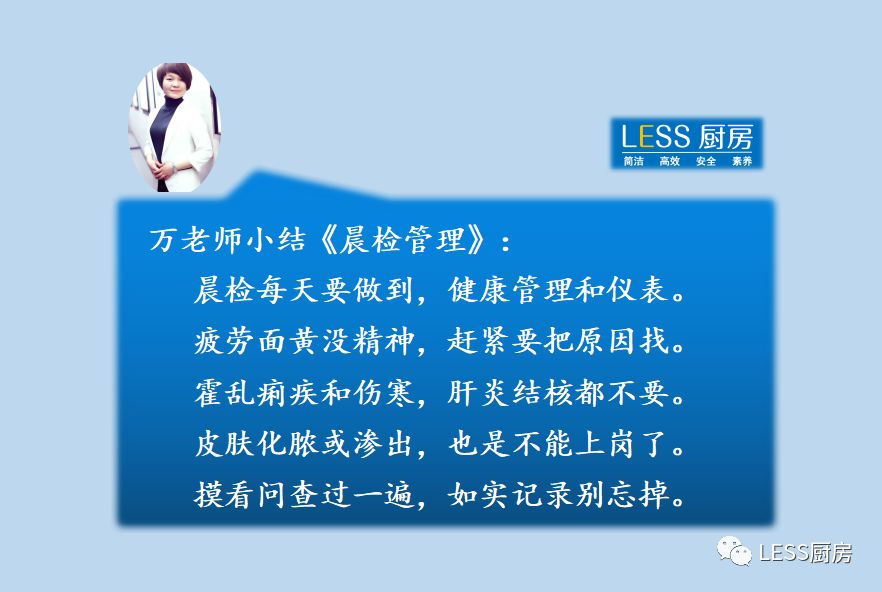 LESS 厨房
简洁 高效 安全 素养
万老师小结《晨检管理》：
晨检每天要做到，健康管理和仪表。
疲劳面黄没精神，赶紧要把原因找。
霍乱痢疾和伤寒，肝炎结核都不要。
皮肤化脓或渗出，也是不能上岗了。
摸看问查过一遍，如实记录别忘掉。
LESS厨房